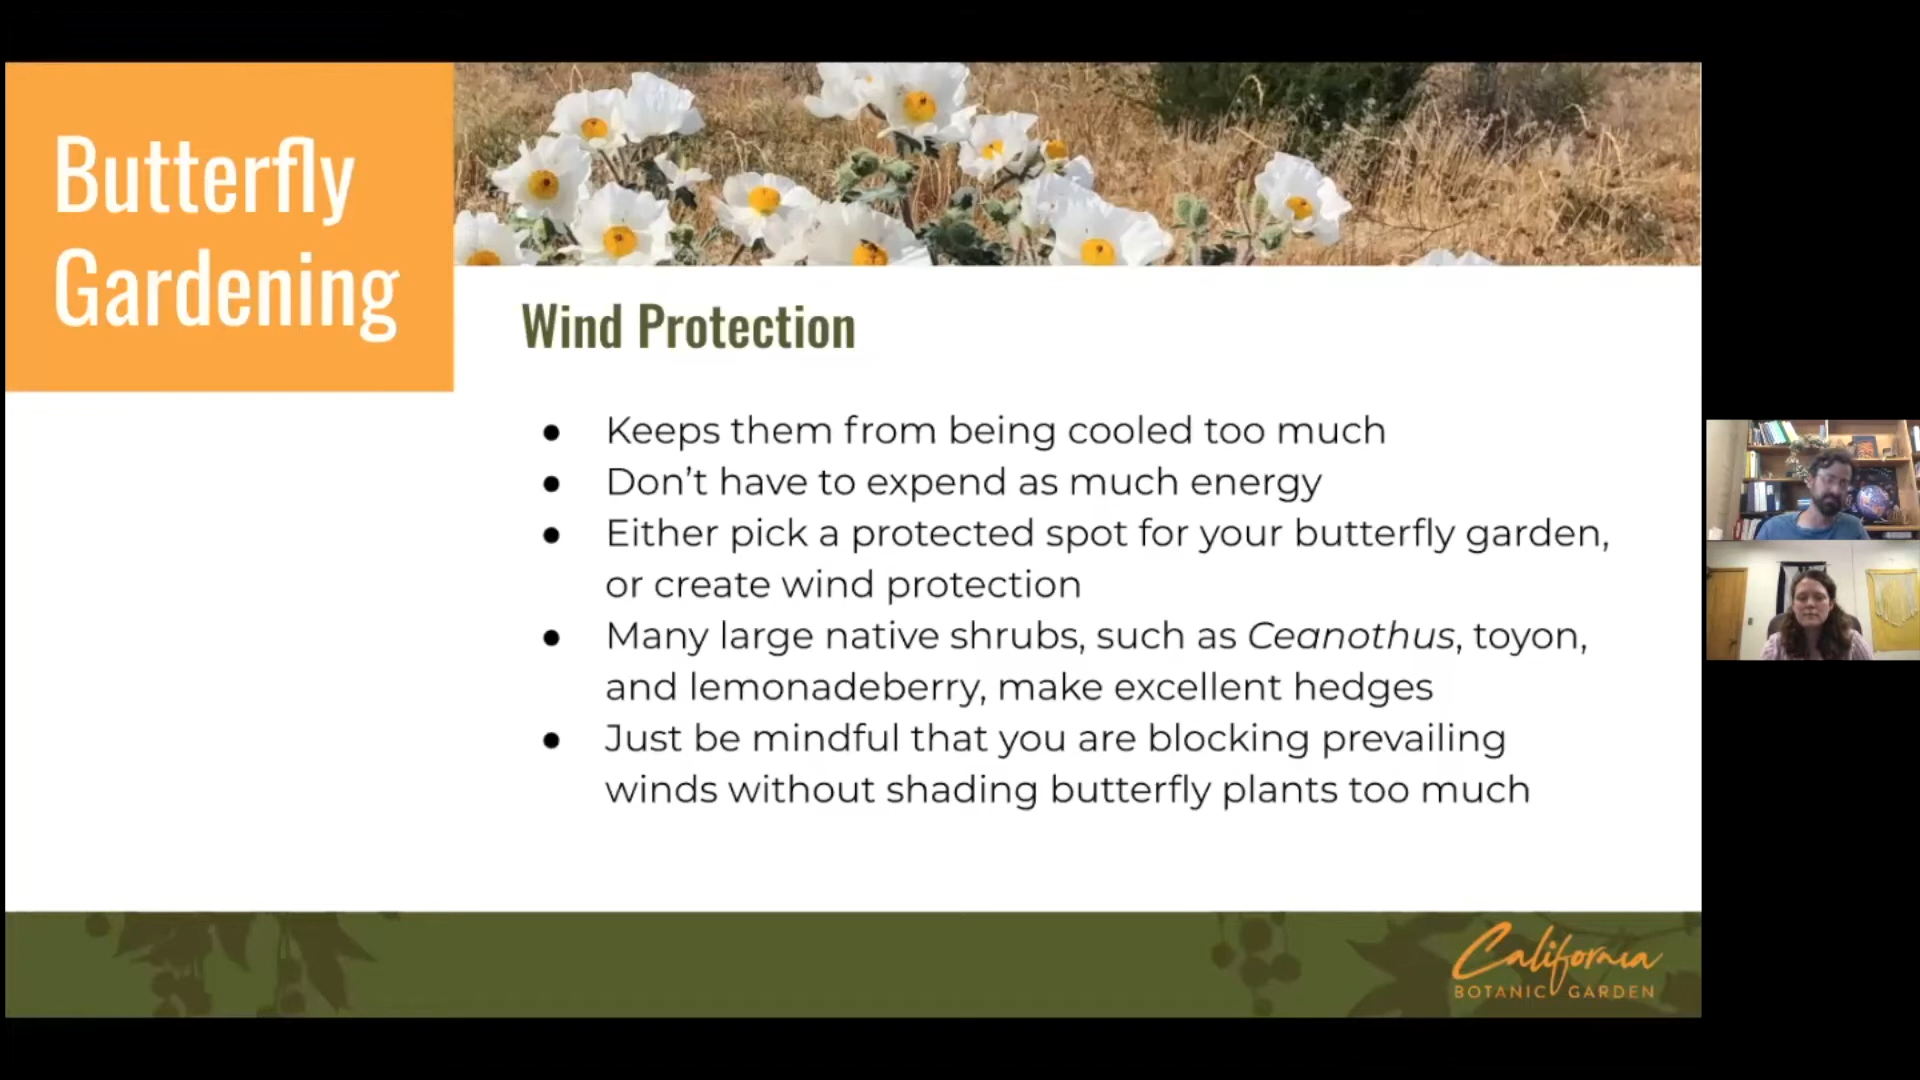 Butterfly
Gardening
Wind Protection
● Keeps them from being cooled too much
● Don’t have to expend as much energy
● Either pick a protected spot for your butterfly garden,
or create wind protection
● Many large native shrubs, such as Ceanothus, toyon,
and lemonadeberry, make excellent hedges
● Just be mindful that you are blocking prevailing
winds without shading butterfly plants too much
California
BOTANIC GARDEN